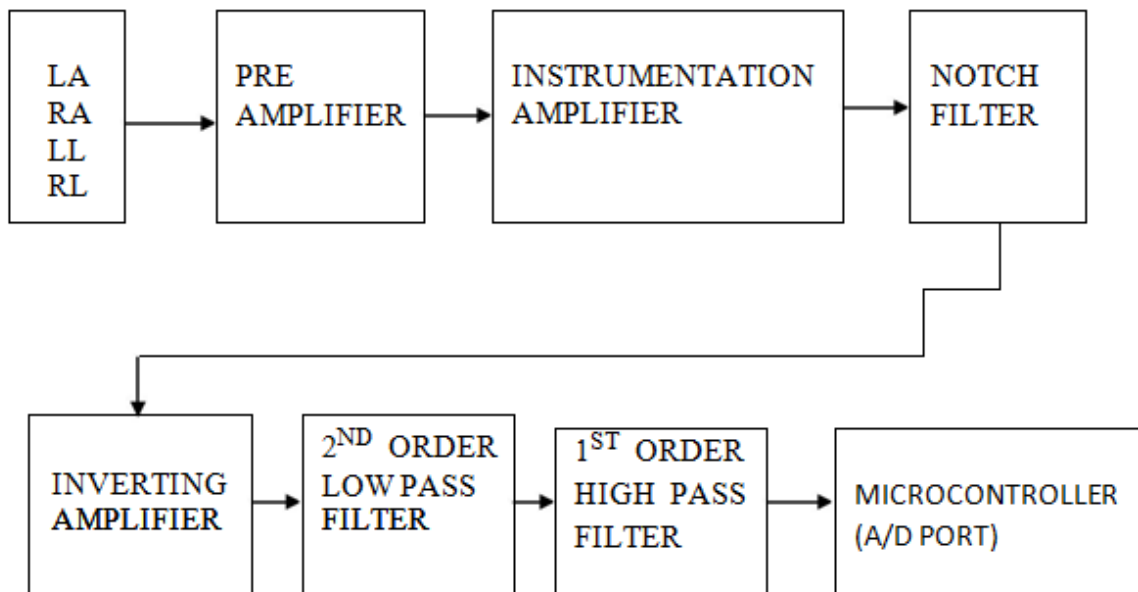 LA
RA
LL
RL
PRE
AMPLIFIER
INSTRUMENTATION
AMPLIFIER
NOTCH
FILTER
INVERTING
AMPLIFIER
2ND ORDER
LOW PASS
FILTER
1ST ORDER
HIGH PASS
FILTER
MICROCONTROLLER
(A/D PORT)